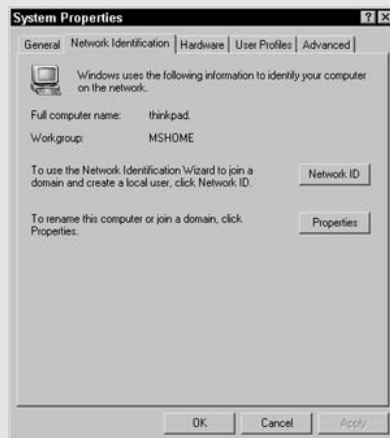 System Properties
General Network Identification Hardware User Profiles Advanced
Windows uses the following information to identify your computer
on the network.
Full computer name: thinkpad.
Workgroup: MSHOME
To use the Network Identification Wizard to join a
domain and create a local user, click Network ID.
Network ID
To rename this computer or join a domain, click
Properties.
Properties
OK Cancel Apply